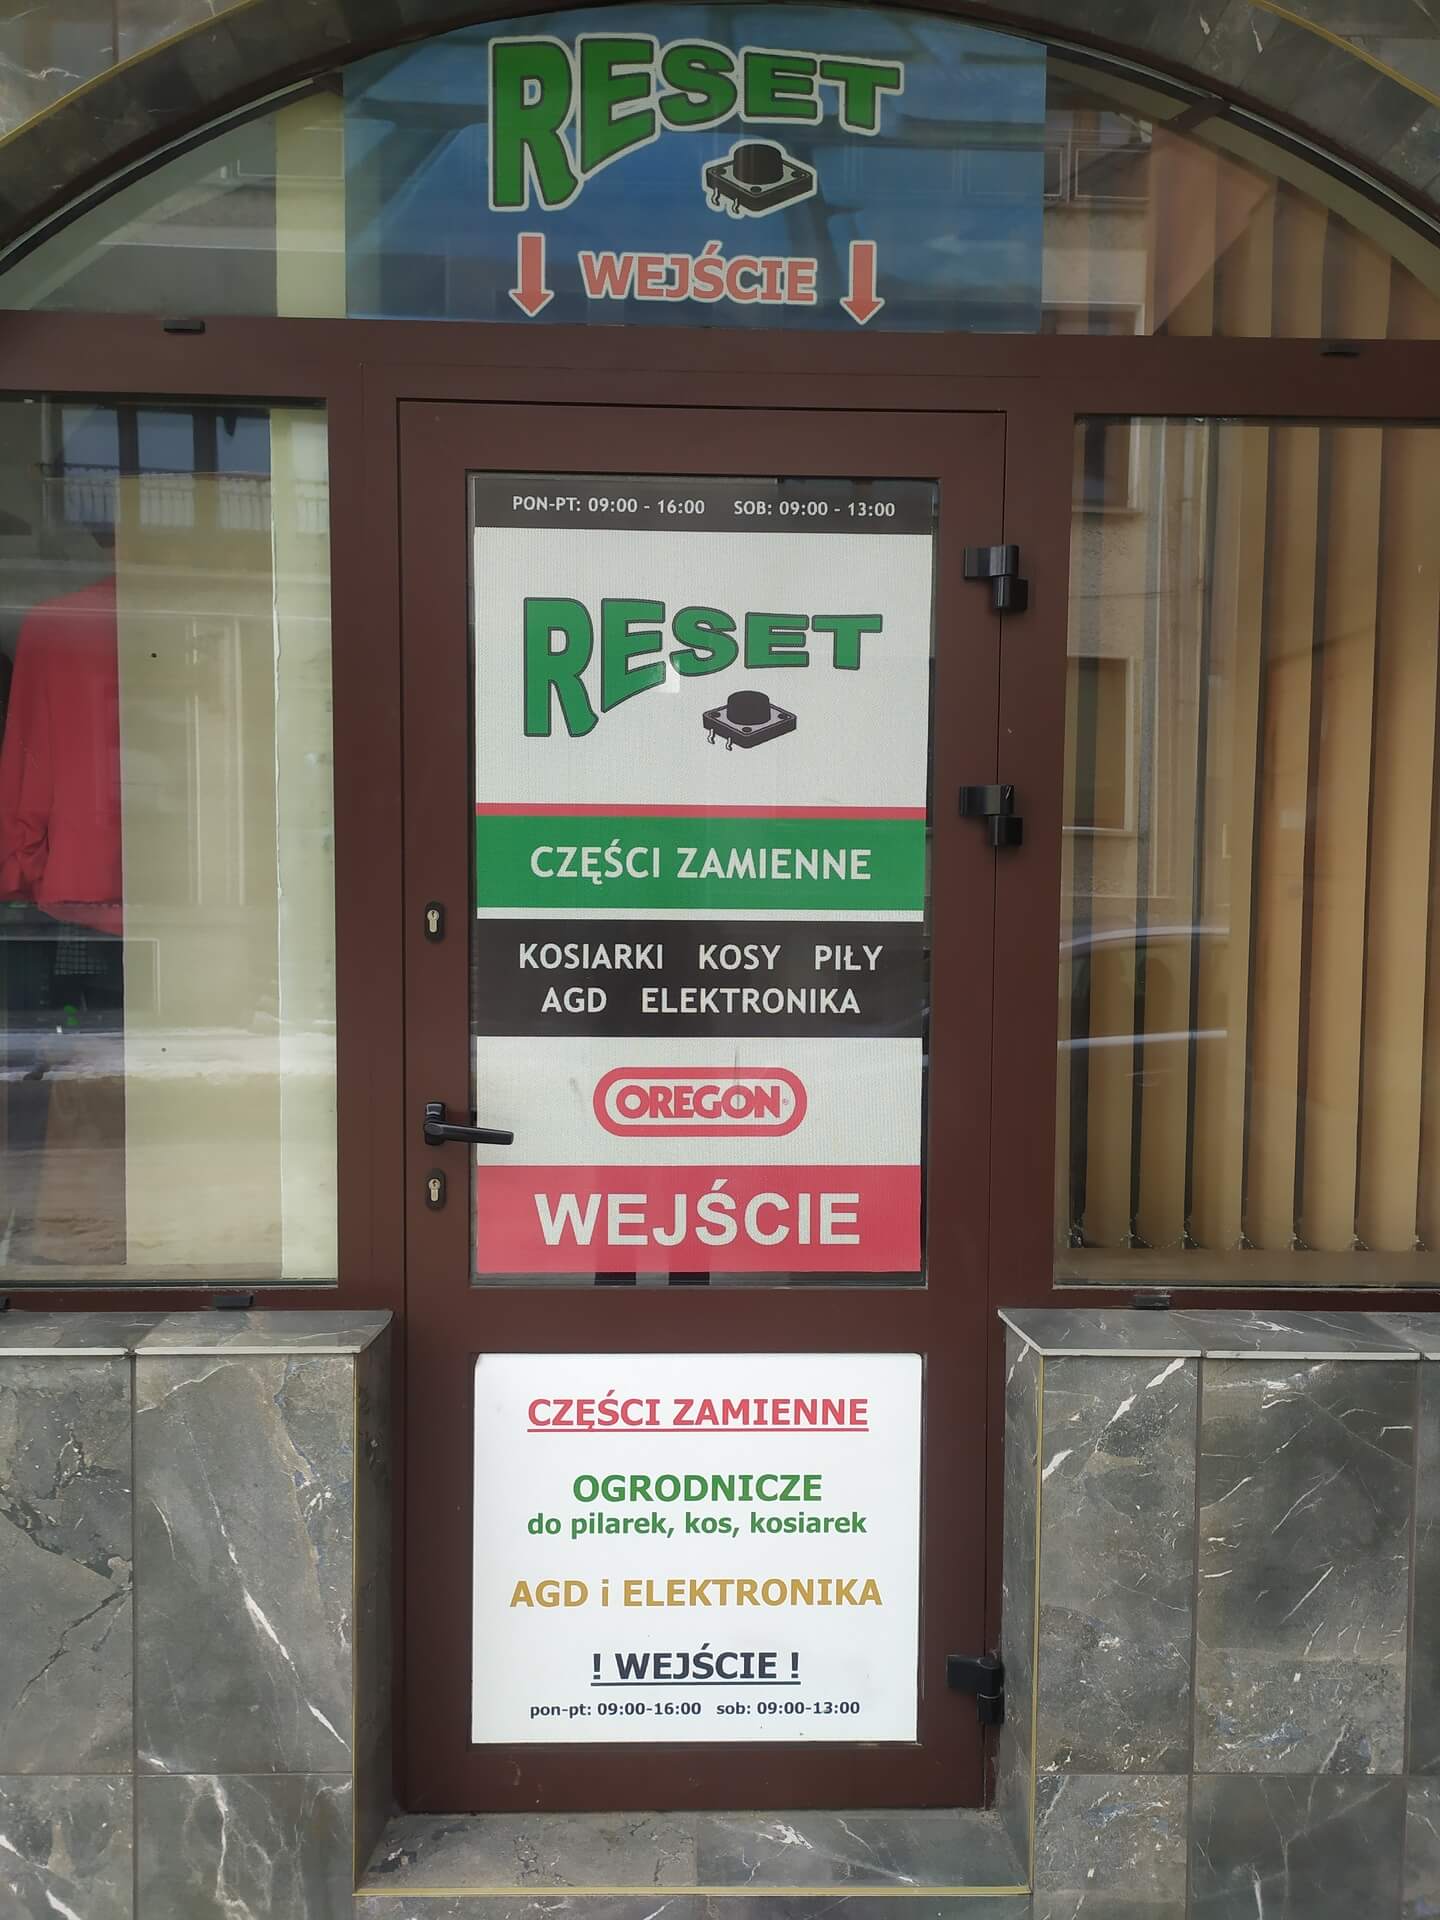 RESET
WEJŚCIE
PON-PT: 09:00 - 16:00 SOB: 09:00 - 13:00
RESET
CZĘŚCI ZAMIENNE
KOSIARKI KOSY PIŁY
AGD ELEKTRONIKA
OREGON®
WEJŚCIE
CZĘŚCI ZAMIENNE
OGRODNICZE
do pilarek, kos, kosiarek
AGD i ELEKTRONIKA
! WEJŚCIE !
pon-pt: 09:00-16:00 sob: 09:00-13:00